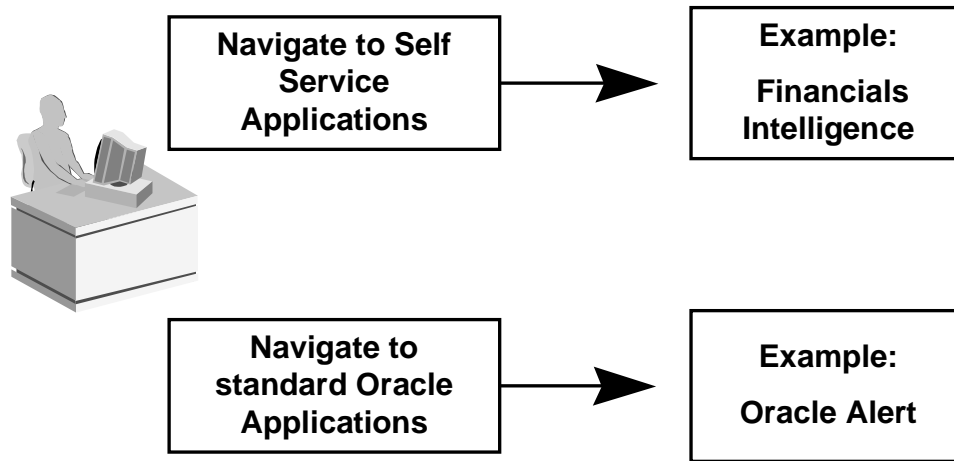 Navigate to Self
Service
Applications
Example:
Financials
Intelligence
Navigate to
standard Oracle
Applications
Example:
Oracle Alert